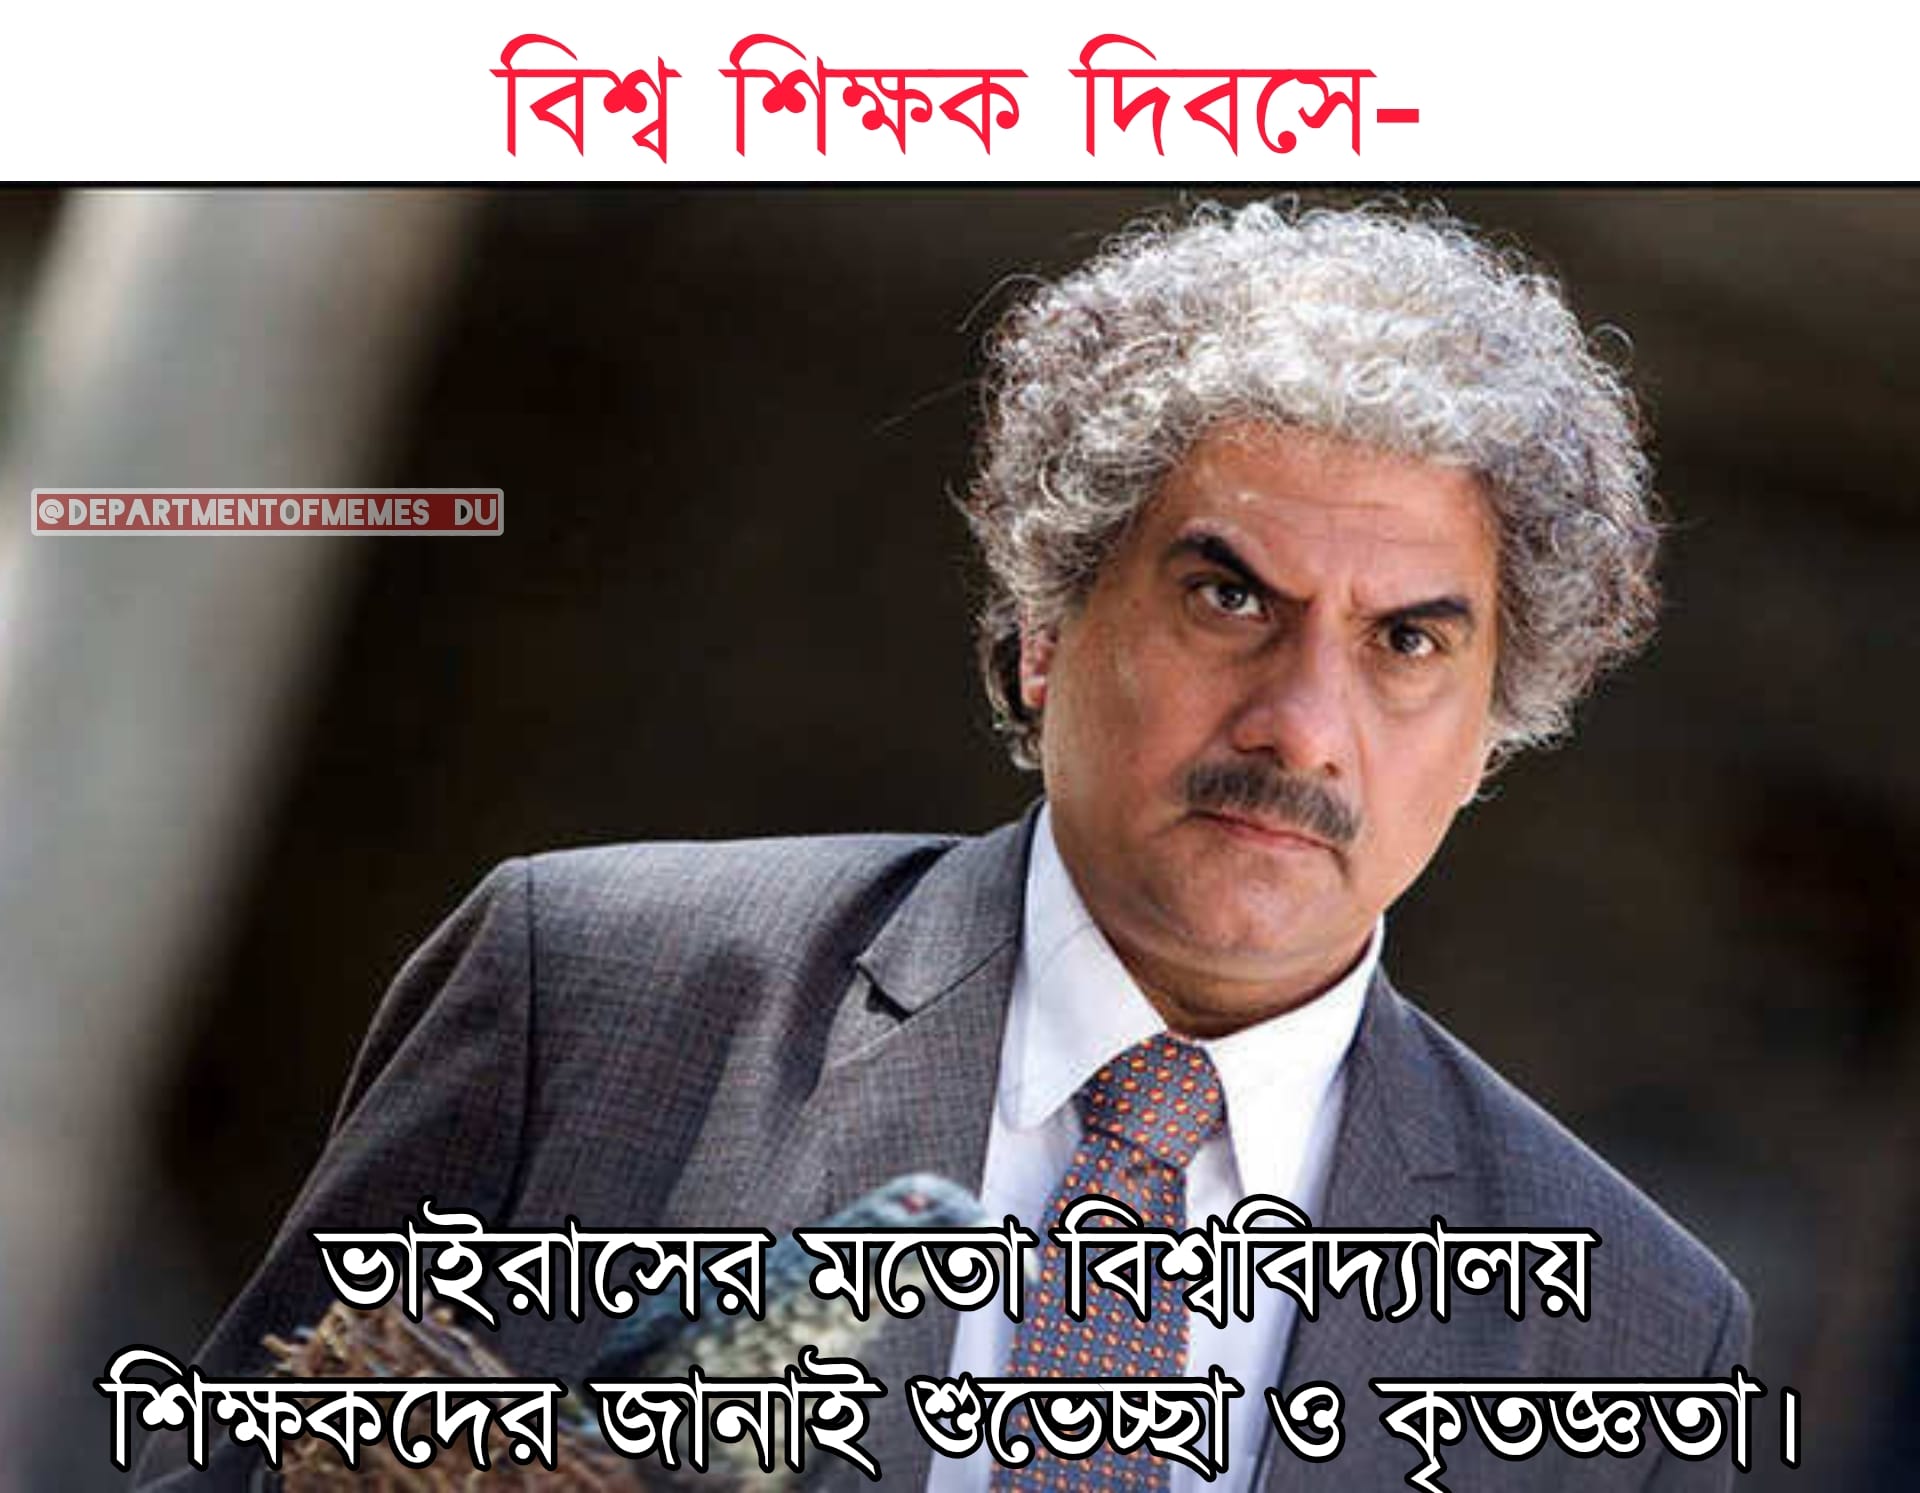 বিশ্ব শিক্ষক দিবসে-
@DEPARTMENTOFMEMES_DU
ভাইরাসের মতো বিশ্ববিদ্যালয়
শিক্ষকদের জানাই শুভেচ্ছা ও কৃতজ্ঞতা।